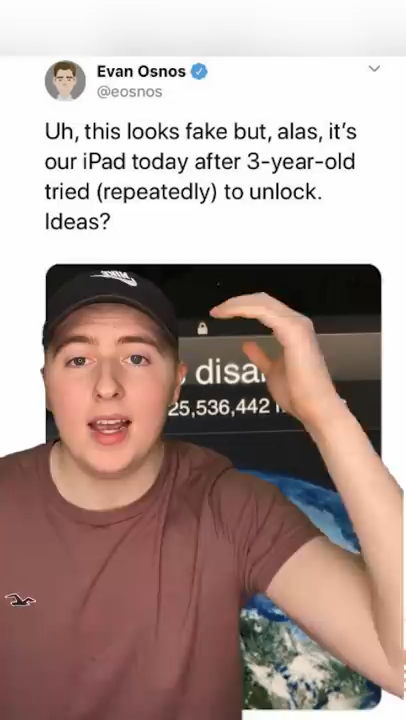 Evan Osnos
@eosnos
Uh, this looks fake but, alas, it's
our iPad today after 3-year-old
tried (repeatedly) to unlock.
Ideas?
25,536,442